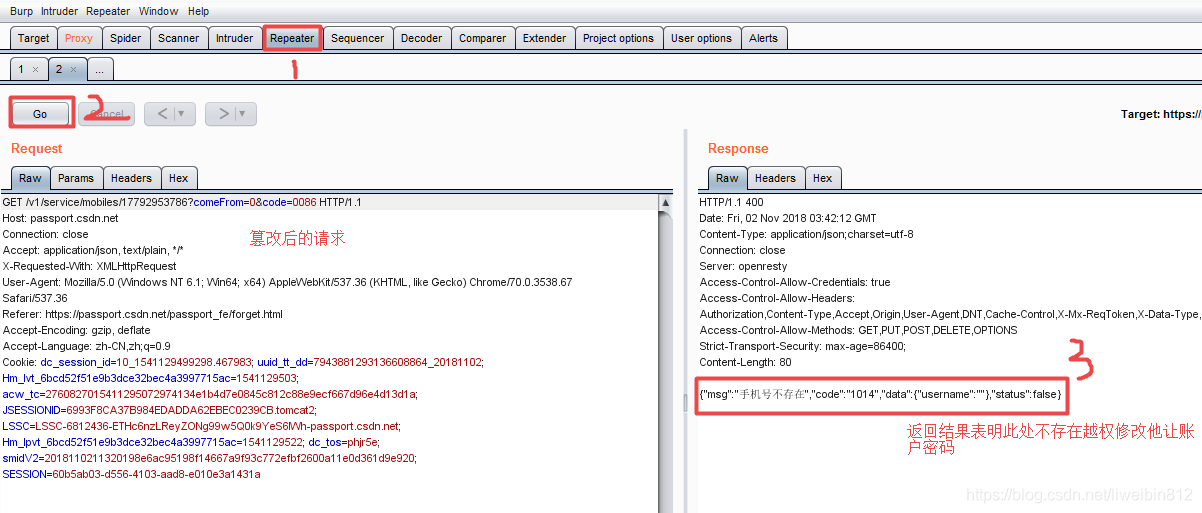 Burp Intruder Repeater Window Help
Target Proxy Spider Scanner Intruder Repeater Sequencer Decoder Comparer Extender Project options User options Alerts
1 × 2 × ...
1
Go 2 Cancel < > Target: https://
Request
Raw Params Headers Hex
GET /v1/service/mobiles/17792953786?comeFrom=0&code=0086 HTTP/1.1
Host: passport.csdn.net
Connection: close
Accept: application/json, text/plain, */*
X-Requested-With: XMLHttpRequest
User-Agent: Mozilla/5.0 (Windows NT 6.1; Win64; x64) AppleWebKit/537.36 (KHTML, like Gecko) Chrome/70.0.3538.67
Safari/537.36
Referer: https://passport.csdn.net/passport_fe/forget.html
Accept-Encoding: gzip, deflate
Accept-Language: zh-CN,zh;q=0.9
Cookie: dc_session_id=10_1541129499298.467983; uuid_tt_dd=7943881293136608864_20181102;
Hm_lvt_6bcd52f51e9b3dce32bec4a3997715ac=1541129503;
acw_tc=2760827015411295072974134e1b4d7e0845c812c88e9ecf667d96e4d13d1a;
JSESSIONID=6993F8CA37B984EDADDA62EBEC0239CB.tomcat2;
LSSC=LSSC-6812436-ETHc6nzLReyZONg99w5Q0k9YeS6Wh-passport.csdn.net;
Hm_lpvt_6bcd52f51e9b3dce32bec4a3997715ac=1541129522; dc_tos=phjr5e;
smidV2=2018110211320198e6ac95198f14667a9f93c772efbf2600a11e0d361d9e920;
SESSION=60b5ab03-d556-4103-aad8-e010e3a1431a
篡改后的请求
Response
Raw Headers Hex
HTTP/1.1 400
Date: Fri, 02 Nov 2018 03:42:12 GMT
Content-Type: application/json;charset=utf-8
Connection: close
Server: openresty
Access-Control-Allow-Credentials: true
Access-Control-Allow-Headers:
Authorization,Content-Type,Accept,Origin,User-Agent,DNT,Cache-Control,X-Mx-ReqToken,X-Data-Type,
Access-Control-Allow-Methods: GET,PUT,POST,DELETE,OPTIONS
Strict-Transport-Security: max-age=86400;
Content-Length: 80
3
{"msg":"手机号不存在","code":"1014","data":{"username":""},"status":false}
返回结果表明此处不存在越权修改他让账
户密码
https://blog.csdn.net/liweibin812